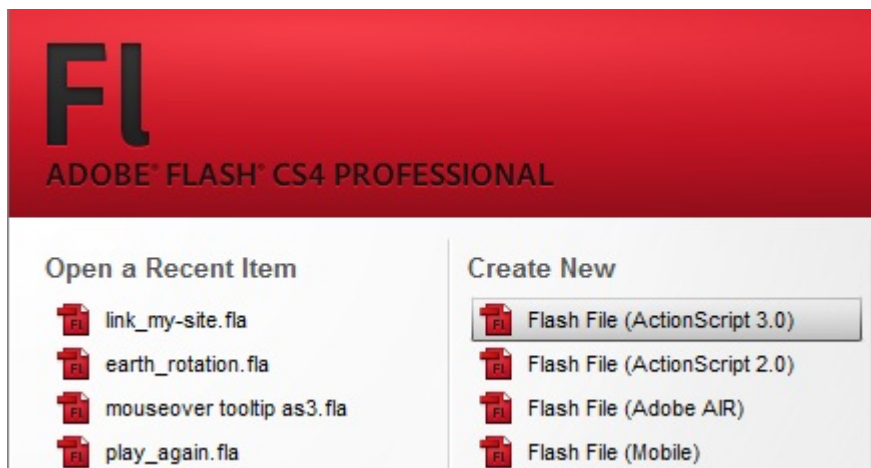 Fl
ADOBE® FLASH® CS4 PROFESSIONAL
Open a Recent Item
link_my-site.fla
earth_rotation.fla
mouseover tooltip as3.fla
play_again.fla
Create New
Flash File (ActionScript 3.0)
Flash File (ActionScript 2.0)
Flash File (Adobe AIR)
Flash File (Mobile)